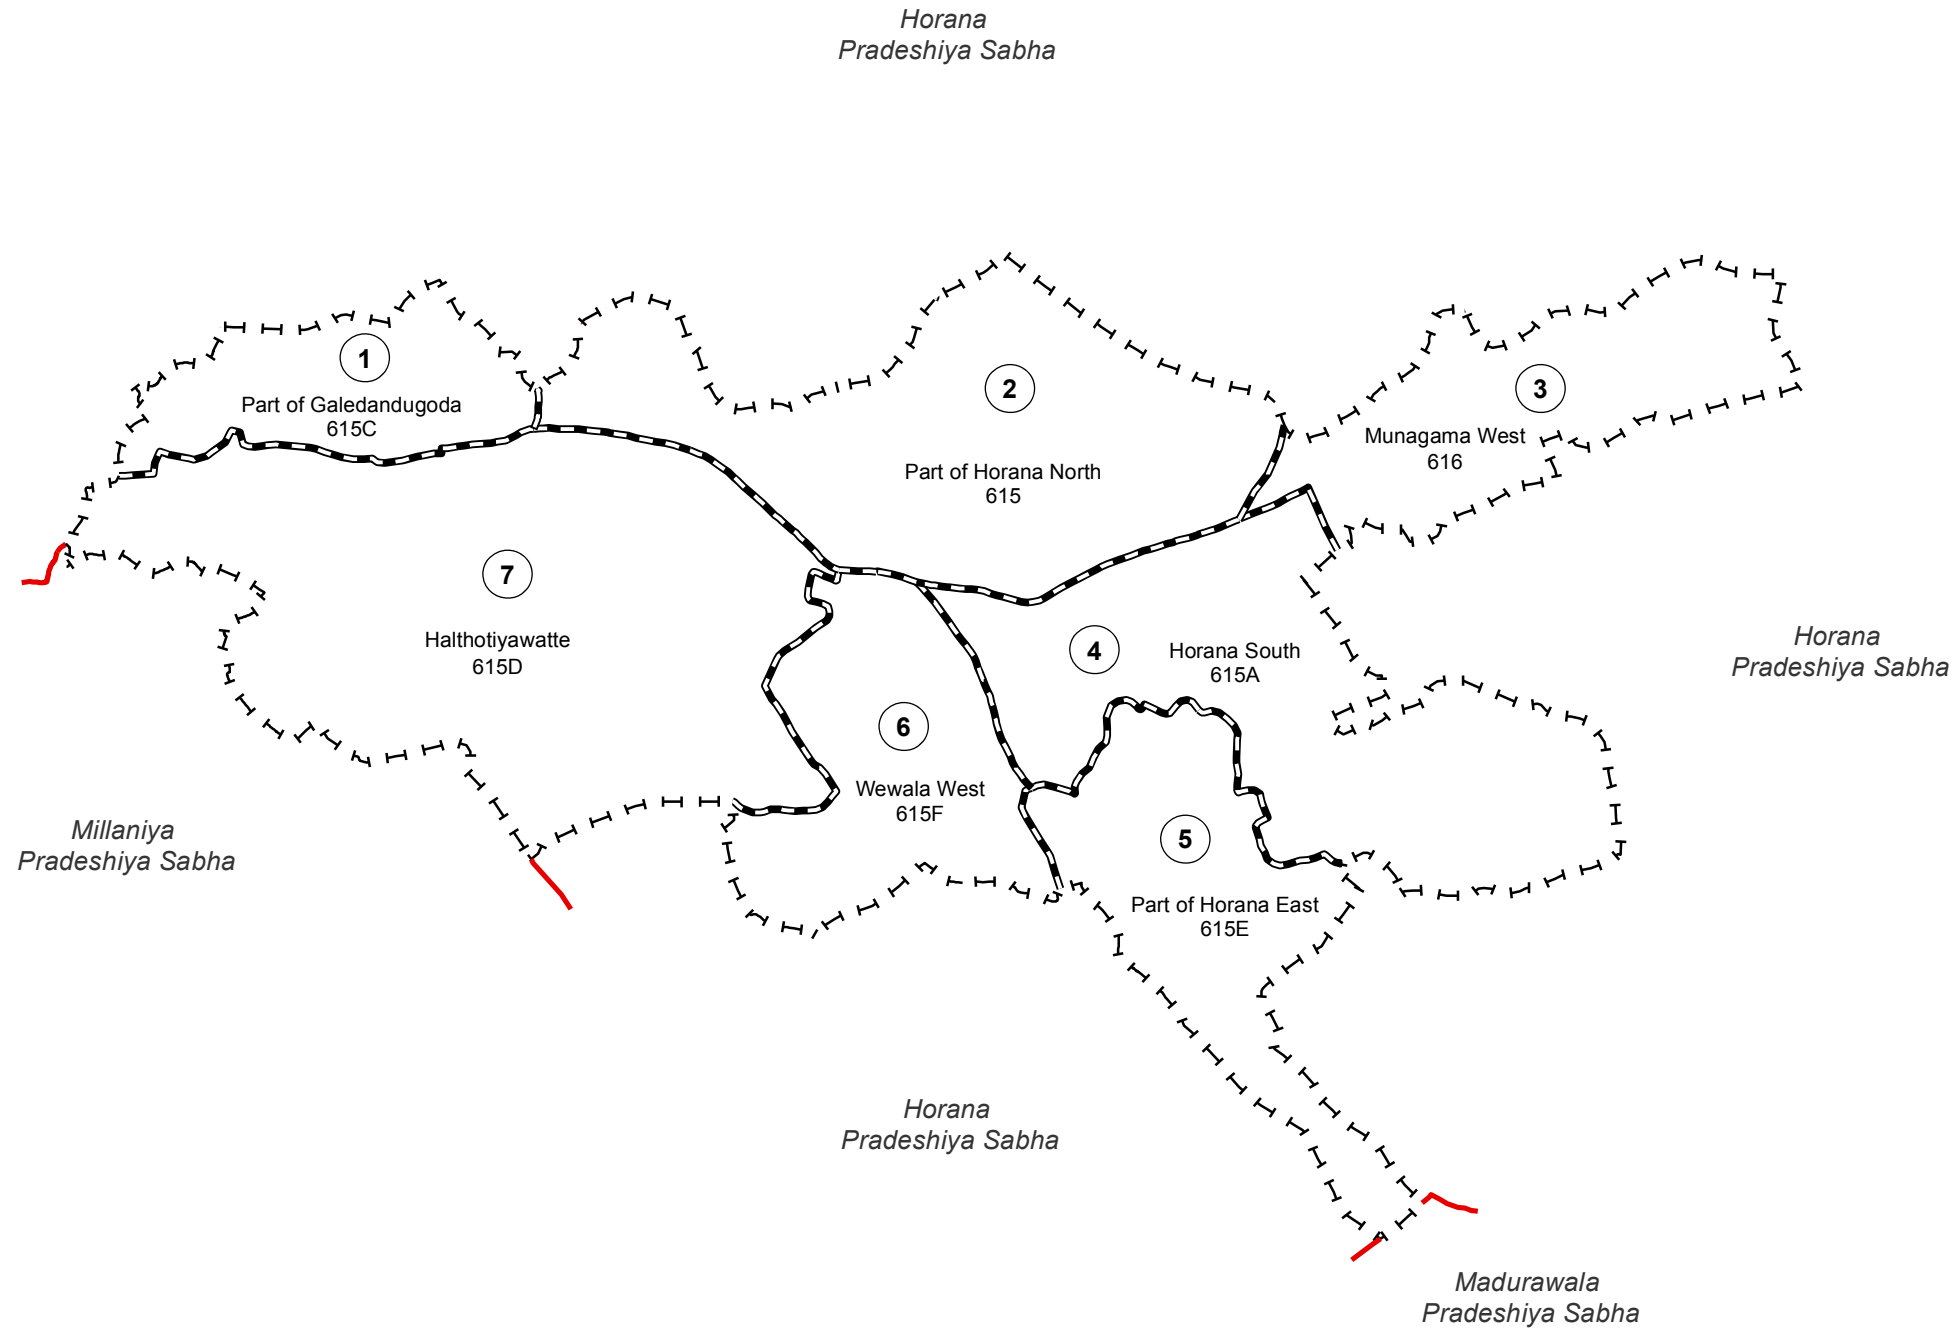 Horana
Pradeshiya Sabha
1
Part of Galedandugoda
615C
2
Part of Horana North
615
3
Munagama West
616
7
Halthotiyawatte
615D
4
Horana South
615A
Horana
Pradeshiya Sabha
6
Wewala West
615F
5
Part of Horana East
615E
Millaniya
Pradeshiya Sabha
Horana
Pradeshiya Sabha
Madurawala
Pradeshiya Sabha